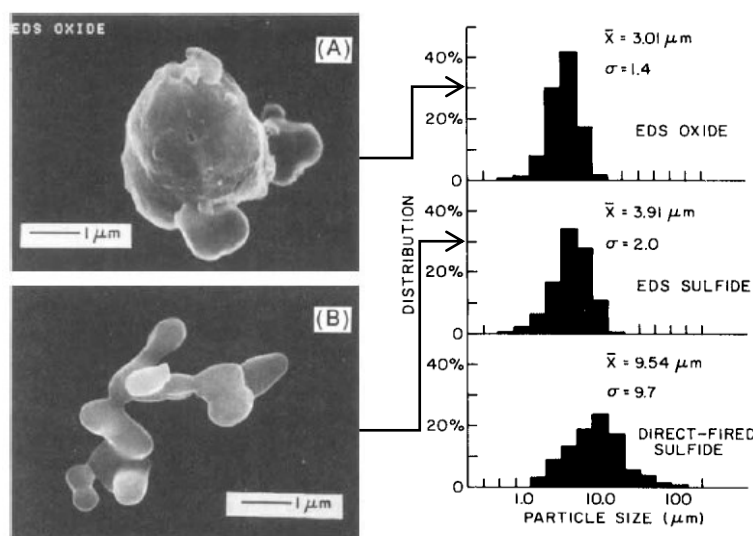 EDS OXIDE
(A)
1 μm
(B)
1 μm
DISTRIBUTION
40%
20%
0
x̄ = 3.01 μm
σ = 1.4
EDS OXIDE
40%
20%
0
x̄ = 3.91 μm
σ = 2.0
EDS SULFIDE
40%
20%
0
x̄ = 9.54 μm
σ = 9.7
DIRECT-FIRED
SULFIDE
1.0 10.0 100
PARTICLE SIZE (μm)